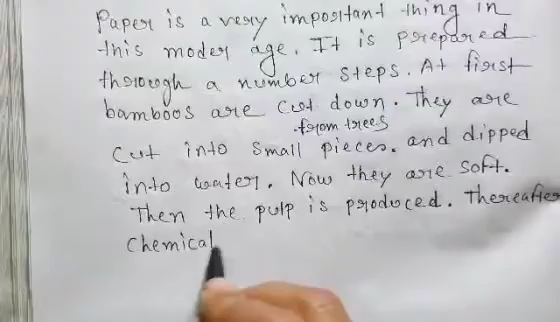 Paper is a very important thing in
this moder age. It is prepared
through a number steps. At first
bamboos are cut down. They are
from trees
cut into small pieces. and dipped
into water. Now they are soft.
Then the pulp is produced. Thereafter
Chemical